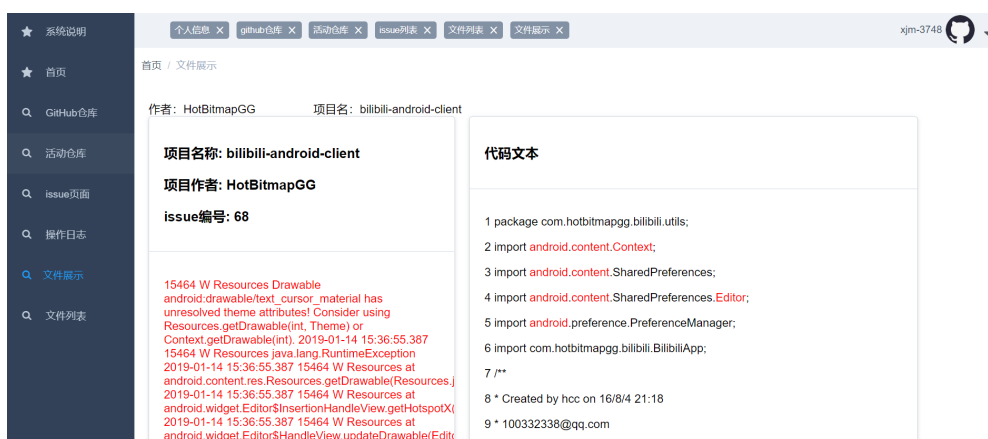 系统说明
首页
GitHub仓库
活动仓库
issue页面
操作日志
文件展示
文件列表
个人信息 ✕ github仓库 ✕ 活动仓库 ✕ issue列表 ✕ 文件列表 ✕ 文件展示 ✕
xjm-3748
首页 / 文件展示
作者：HotBitmapGG 项目名：bilibili-android-client
项目名称: bilibili-android-client
项目作者: HotBitmapGG
issue编号: 68
15464 W Resources Drawable
android:drawable/text_cursor_material has
unresolved theme attributes! Consider using
Resources.getDrawable(int, Theme) or
Context.getDrawable(int). 2019-01-14 15:36:55.387
15464 W Resources java.lang.RuntimeException
2019-01-14 15:36:55.387 15464 W Resources at
android.content.res.Resources.getDrawable(Resources.j
2019-01-14 15:36:55.387 15464 W Resources at
android.widget.Editor$InsertionHandleView.getHotspotX(
2019-01-14 15:36:55.387 15464 W Resources at
android.widget.Editor$HandleView.updateDrawable(Edito
代码文本
1 package com.hotbitmapgg.bilibili.utils;
2 import android.content.Context;
3 import android.content.SharedPreferences;
4 import android.content.SharedPreferences.Editor;
5 import android.preference.PreferenceManager;
6 import com.hotbitmapgg.bilibili.BilibiliApp;
7 /**
8 * Created by hcc on 16/8/4 21:18
9 * 100332338@qq.com